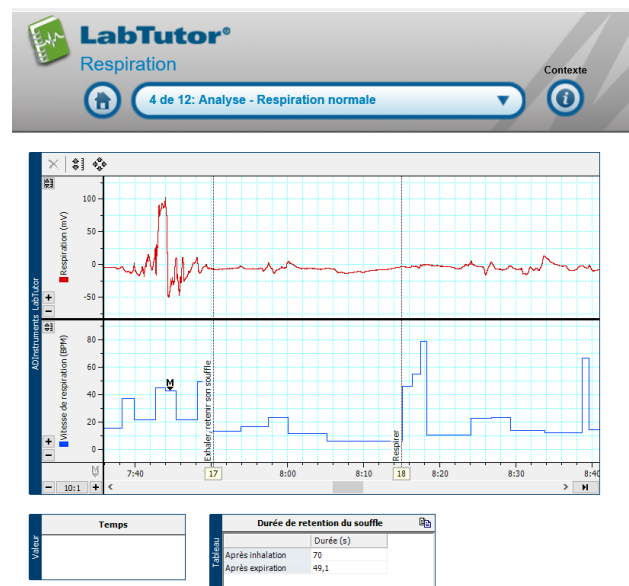 LabTutor®
Respiration
Contexte
4 de 12: Analyse - Respiration normale
ADInstruments LabTutor
Respiration (mV)
100
50
0
-50
Vitesse de respiration (BPM)
80
60
40
20
0
M
Exhaler, retenir son souffle
Respirer
7:40 17 8:00 8:10 18 8:20 8:30 8:40
10:1
Valeur
Temps
Tableau
Durée de retention du souffle
Durée (s)
Après inhalation 70
Après expiration 49,1